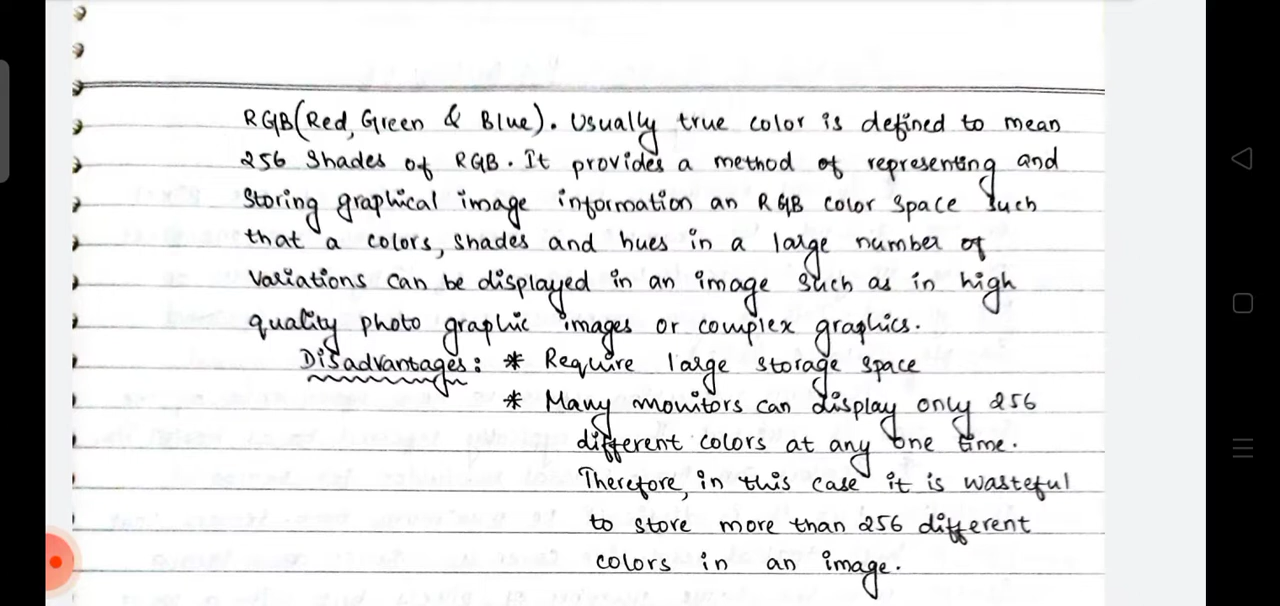 RGB(Red, Green & Blue). Usually true color is defined to mean
256 Shades of RGB. It provides a method of representing and
Storing graphical image information an RGB color Space Such
that a colors, shades and hues in a large number of
Variations can be displayed in an image Such as in high
quality photo graphic images or complex graphics.
Disadvantages: * Require large storage space
* Many monitors can display only 256
different colors at any one time.
Therefore, in this case it is wasteful
to store more than 256 different
colors in an image.